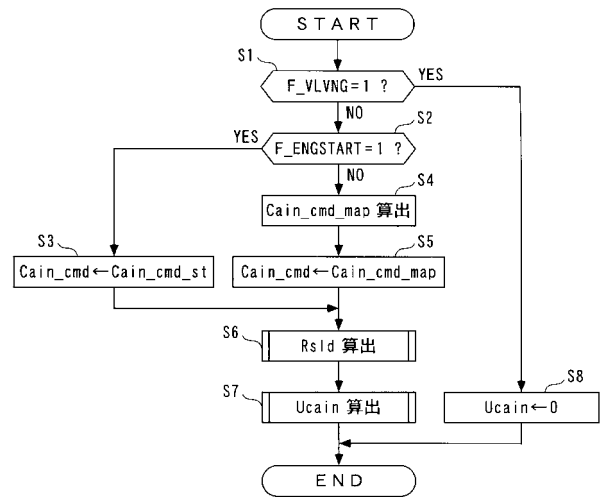 START
S1
F_VLVNG=1 ?
YES
NO
S2
YES
F_ENGSTART=1 ?
NO
S4
Cain_cmd_map 算出
S3
Cain_cmd←Cain_cmd_st
S5
Cain_cmd←Cain_cmd_map
S6
Rsld 算出
S7
Ucain 算出
S8
Ucain←0
END